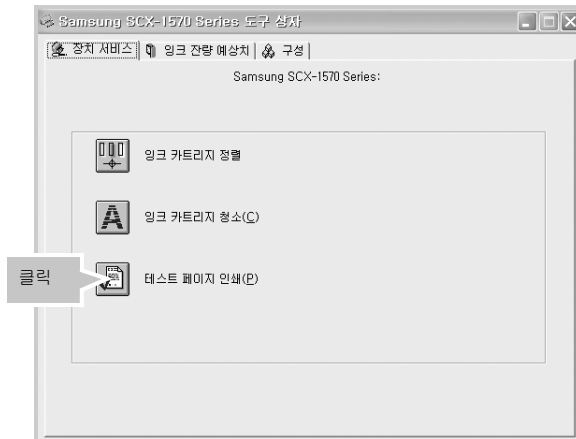 Samsung SCX-1570 Series 도구 상자
장치 서비스 잉크 잔량 예상치 구성
Samsung SCX-1570 Series:
잉크 카트리지 정렬
잉크 카트리지 청소(C)
클릭
테스트 페이지 인쇄(P)